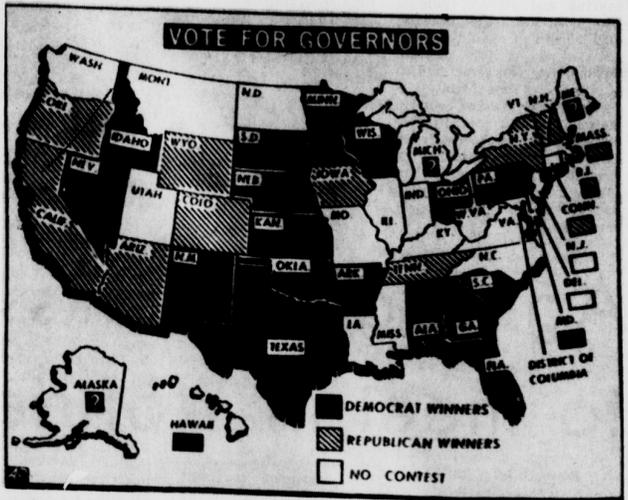 VOTE FOR GOVERNORS
WASH
MONT
N.D.
MINN.
ORE.
IDAHO
WYO
S.D.
WIS.
MICH
?
VT. N.H.
ME.
?
MASS.
N.Y.
R.I.
NEV.
UTAH
COLO
NEB.
IOWA
ILL.
IND.
OHIO
PA.
CONN.
CALIF.
KAN.
MO
W.VA.
VA.
KY.
N.J.
ARIZ.
N.M.
OKLA.
ARK.
TENN.
N.C.
DEL.
S.C.
MD.
TEXAS
LA.
MISS.
ALA.
GA.
FLA.
DISTRICT OF
COLUMBIA
ALASKA
?
HAWAII
DEMOCRAT WINNERS
REPUBLICAN WINNERS
NO CONTEST